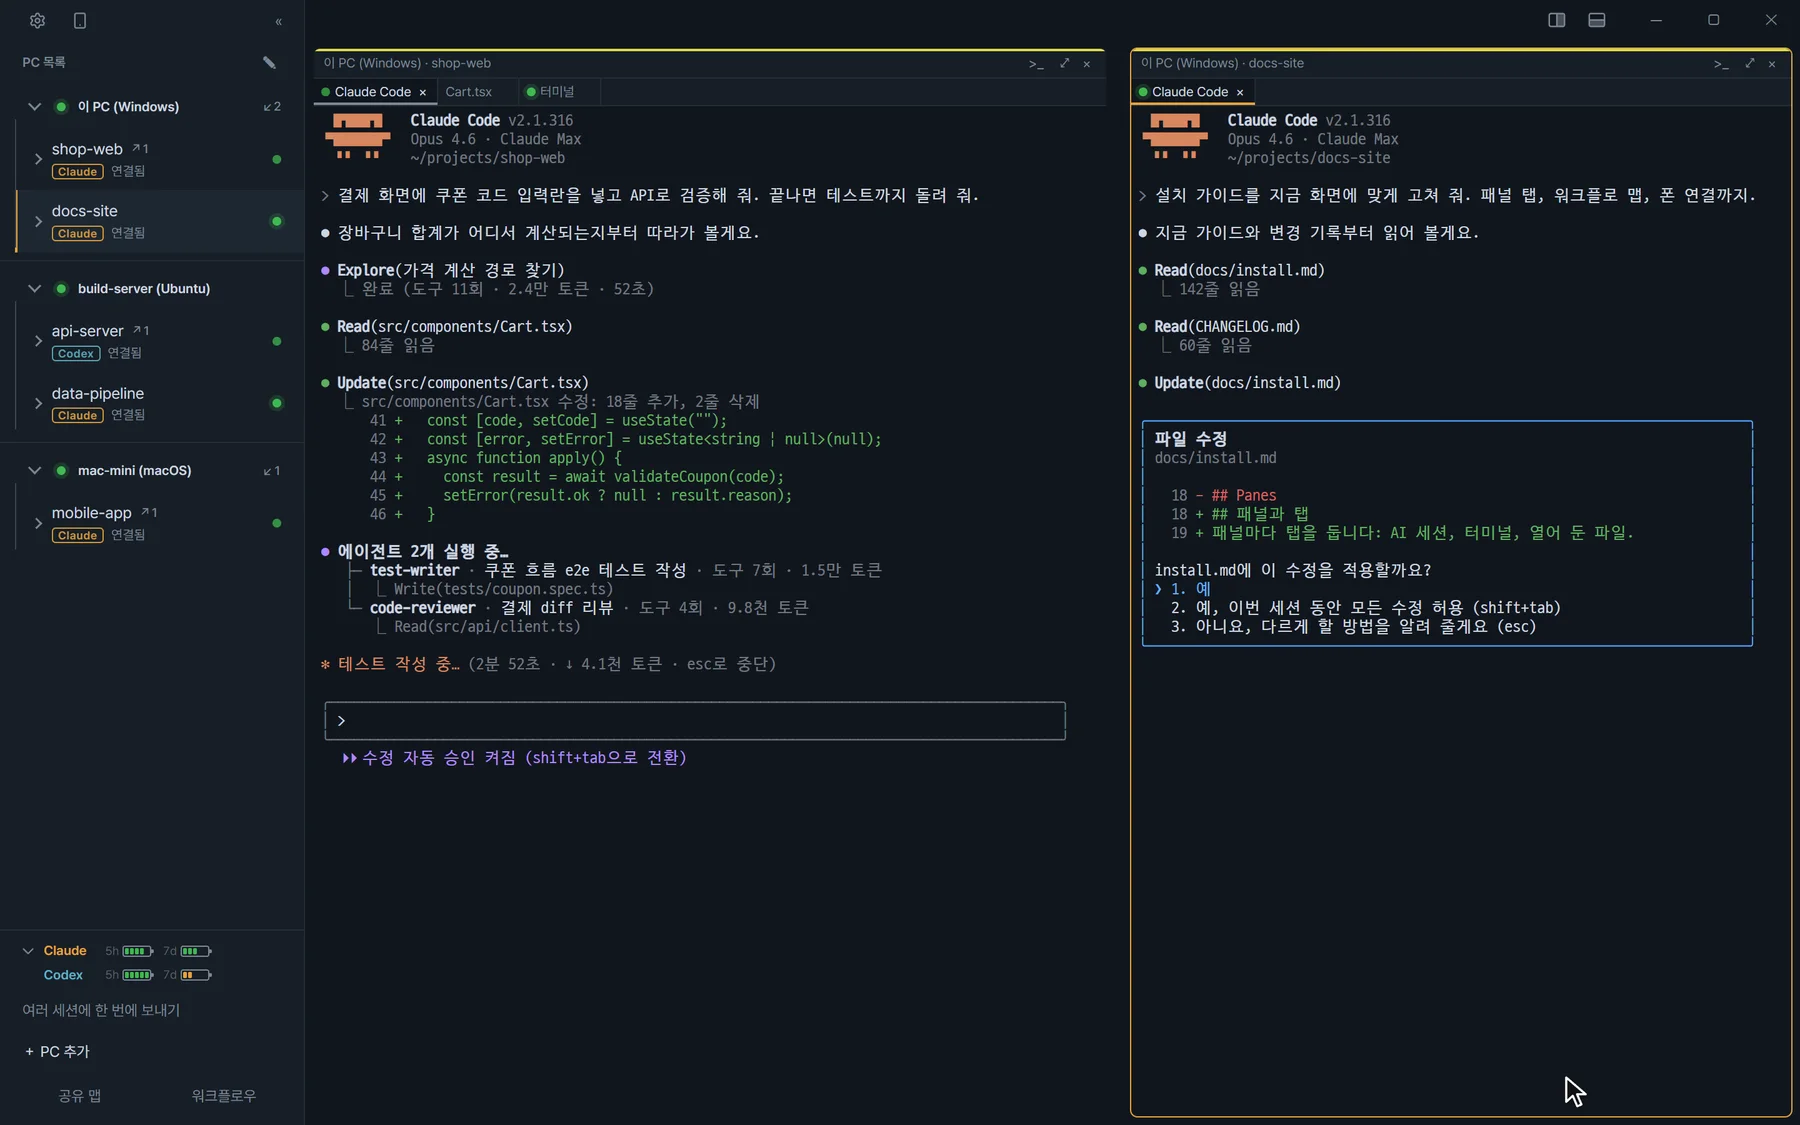 «
PC 목록
이 PC (Windows) ↙2
shop-web ↗1
Claude 연결됨
docs-site
Claude 연결됨
build-server (Ubuntu)
api-server ↗1
Codex 연결됨
data-pipeline
Claude 연결됨
mac-mini (macOS) ↙1
mobile-app ↗1
Claude 연결됨
Claude 5h 7d
Codex 5h 7d
여러 세션에 한 번에 보내기
+ PC 추가
공유 맵 워크플로우
이 PC (Windows) · shop-web >_ ⤢ ×
Claude Code × Cart.tsx 터미널
Claude Code v2.1.316
Opus 4.6 · Claude Max
~/projects/shop-web
> 결제 화면에 쿠폰 코드 입력란을 넣고 API로 검증해 줘. 끝나면 테스트까지 돌려 줘.
● 장바구니 합계가 어디서 계산되는지부터 따라가 볼게요.
● Explore(가격 계산 경로 찾기)
⎿ 완료 (도구 11회 · 2.4만 토큰 · 52초)
● Read(src/components/Cart.tsx)
⎿ 84줄 읽음
● Update(src/components/Cart.tsx)
⎿ src/components/Cart.tsx 수정: 18줄 추가, 2줄 삭제
41 + const [code, setCode] = useState("");
42 + const [error, setError] = useState<string | null>(null);
43 + async function apply() {
44 + const result = await validateCoupon(code);
45 + setError(result.ok ? null : result.reason);
46 + }
● 에이전트 2개 실행 중…
├─ test-writer · 쿠폰 흐름 e2e 테스트 작성 · 도구 7회 · 1.5만 토큰
│ ⎿ Write(tests/coupon.spec.ts)
└─ code-reviewer · 결제 diff 리뷰 · 도구 4회 · 9.8천 토큰
⎿ Read(src/api/client.ts)
✻ 테스트 작성 중… (2분 52초 · ↓ 4.1천 토큰 · esc로 중단)
>
⏵⏵ 수정 자동 승인 켜짐 (shift+tab으로 전환)
이 PC (Windows) · docs-site >_ ⤢ ×
Claude Code ×
Claude Code v2.1.316
Opus 4.6 · Claude Max
~/projects/docs-site
> 설치 가이드를 지금 화면에 맞게 고쳐 줘. 패널 탭, 워크플로 맵, 폰 연결까지.
● 지금 가이드와 변경 기록부터 읽어 볼게요.
● Read(docs/install.md)
⎿ 142줄 읽음
● Read(CHANGELOG.md)
⎿ 60줄 읽음
● Update(docs/install.md)
파일 수정
docs/install.md
18 - ## Panes
18 + ## 패널과 탭
19 + 패널마다 탭을 둡니다: AI 세션, 터미널, 열어 둔 파일.
install.md에 이 수정을 적용할까요?
❯ 1. 예
2. 예, 이번 세션 동안 모든 수정 허용 (shift+tab)
3. 아니요, 다르게 할 방법을 알려 줄게요 (esc)